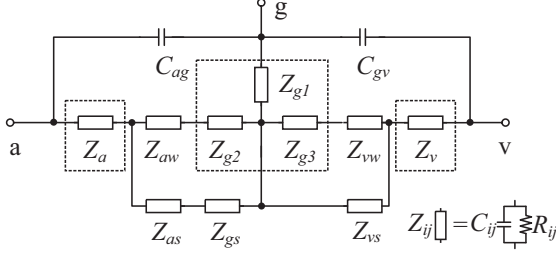 g
C_ag C_gv
Z_g1
a Z_a Z_aw Z_g2 Z_g3 Z_vw Z_v v
Z_as Z_gs Z_vs Z_ij = C_ij R_ij